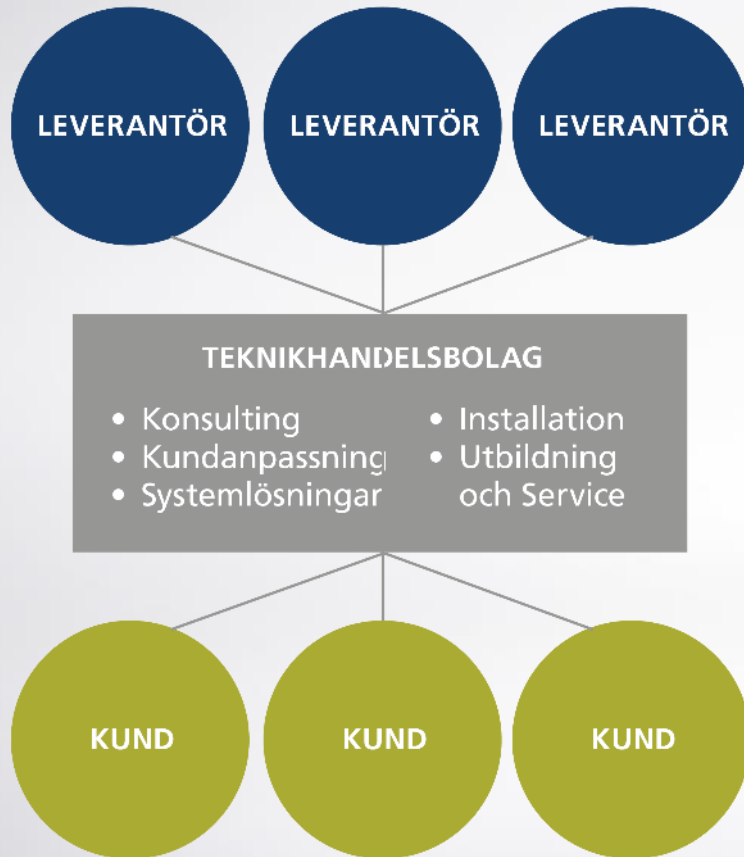 LEVERANTÖR
LEVERANTÖR
LEVERANTÖR
TEKNIKHANDELSBOLAG
• Konsulting
• Kundanpassning
• Systemlösningar
• Installation
• Utbildning
och Service
KUND
KUND
KUND